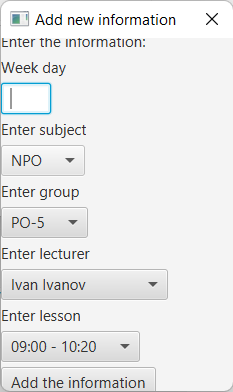 Add new information
Enter the information:
Week day
Enter subject
NPO
Enter group
PO-5
Enter lecturer
Ivan Ivanov
Enter lesson
09:00 - 10:20
Add the information